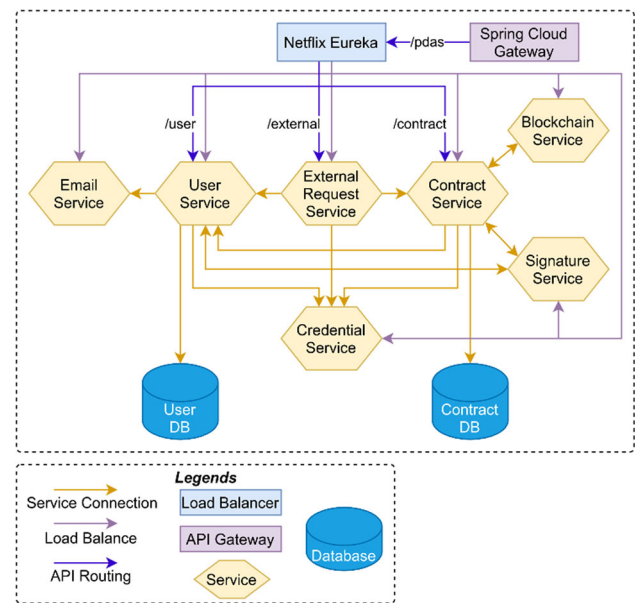 Netflix Eureka
/pdas
Spring Cloud
Gateway
/user
/external
/contract
Blockchain
Service
Email
Service
User
Service
External
Request
Service
Contract
Service
Signature
Service
Credential
Service
User
DB
Contract
DB
Legends
Service Connection
Load Balancer
Load Balance
API Gateway
Database
API Routing
Service